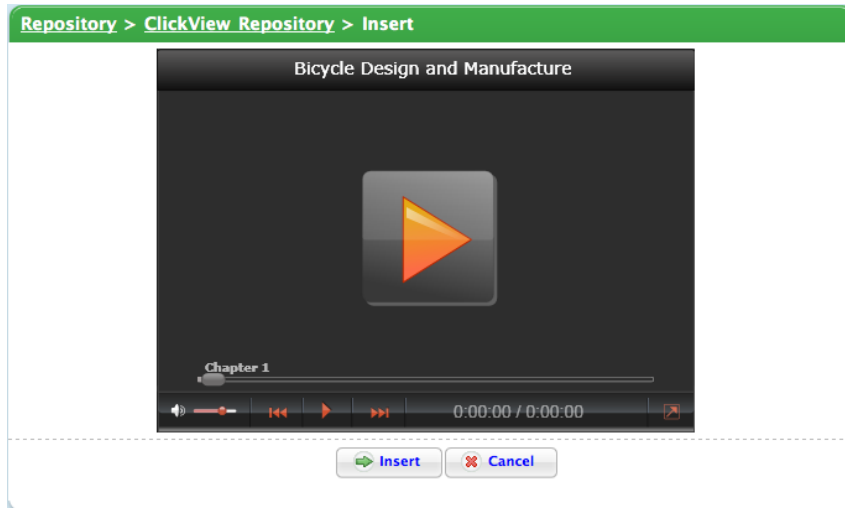 Repository > ClickView Repository > Insert
Bicycle Design and Manufacture
Chapter 1
0:00:00 / 0:00:00
Insert Cancel